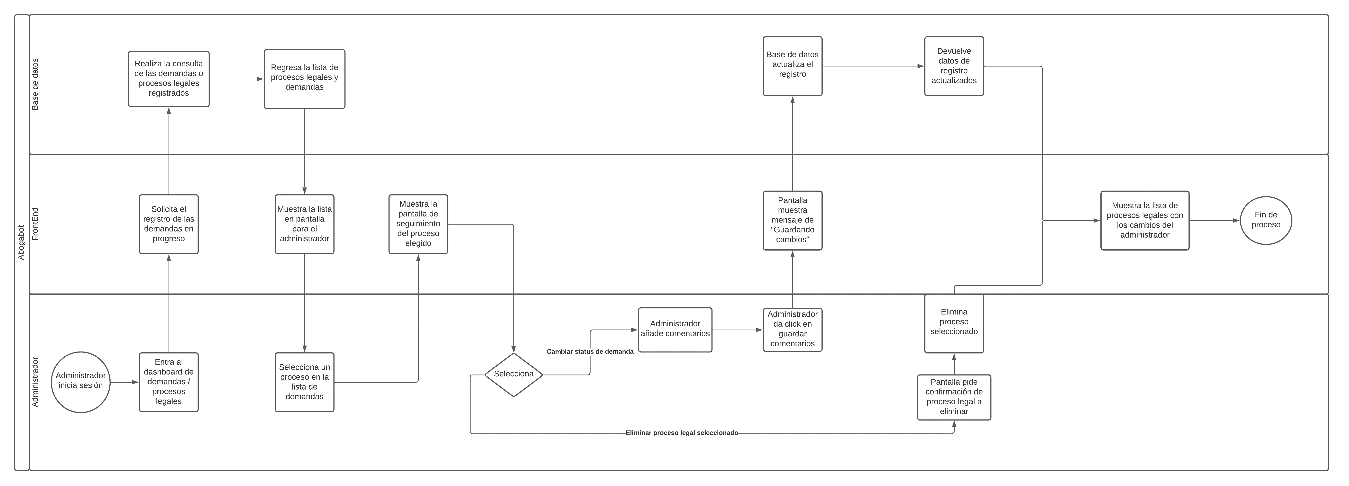 Abogabot
Base de datos
Realiza la consulta
de las demandas o
procesos legales
registrados
Regresa la lista de
procesos legales y
demandas
Base de datos
actualiza el
registro
Devuelve
datos de
registro
actualizados
FrontEnd
Solicita el
registro de las
demandas en
progreso
Muestra la lista
en pantalla
para el
administrador
Muestra la
pantalla de
seguimiento
del proceso
elegido
Pantalla
muestra
mensaje de
"Guardando
cambios"
Muestra la lista de
procesos legales con
los cambios del
administrador
Fin de
proceso
Administrador
Administrador
inicia sesión
Entra al
dashboard de
demandas /
procesos
legales
Selecciona un
proceso en la
lista de
demandas
Selecciona
Cambiar status de demanda
Administrador
añade comentarios
Administrador
da click en
guardar
comentarios
Elimina
proceso
seleccionado
Pantalla pide
confirmación de
proceso legal a
eliminar
Eliminar proceso legal seleccionado